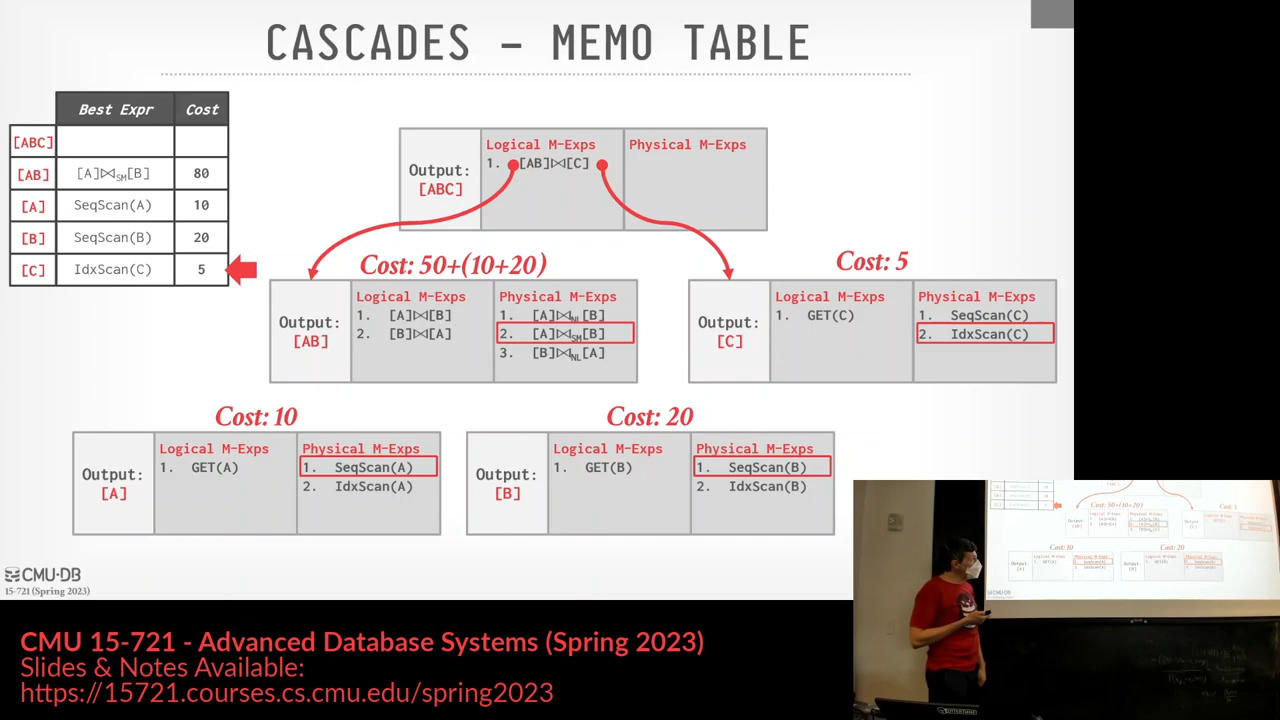 CASCADES – MEMO TABLE
Best Expr Cost
[ABC]
[AB] [A]⋈SM[B] 80
[A] SeqScan(A) 10
[B] SeqScan(B) 20
[C] IdxScan(C) 5
Output:
[ABC]
Logical M-Exps
1. [AB]⋈[C]
Physical M-Exps
Cost: 50+(10+20)
Output:
[AB]
Logical M-Exps
1. [A]⋈[B]
2. [B]⋈[A]
Physical M-Exps
1. [A]⋈NL[B]
2. [A]⋈SM[B]
3. [B]⋈NL[A]
Cost: 5
Output:
[C]
Logical M-Exps
1. GET(C)
Physical M-Exps
1. SeqScan(C)
2. IdxScan(C)
Cost: 10
Output:
[A]
Logical M-Exps
1. GET(A)
Physical M-Exps
1. SeqScan(A)
2. IdxScan(A)
Cost: 20
Output:
[B]
Logical M-Exps
1. GET(B)
Physical M-Exps
1. SeqScan(B)
2. IdxScan(B)
CMU·DB
15-721 (Spring 2023)
CMU 15-721 - Advanced Database Systems (Spring 2023)
Slides & Notes Available:
https://15721.courses.cs.cmu.edu/spring2023